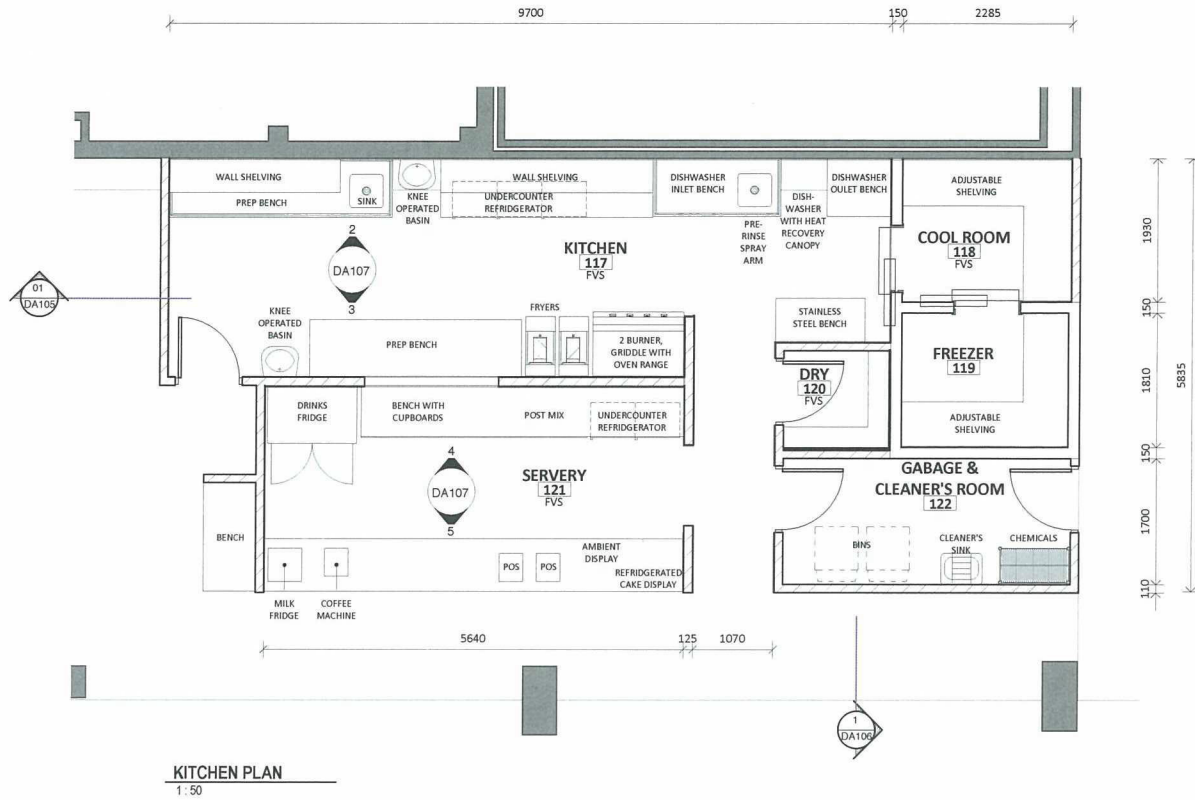 9700
150
2285
WALL SHELVING
PREP BENCH
SINK
KNEE
OPERATED
BASIN
WALL SHELVING
UNDERCOUNTER
REFRIDGERATOR
DISHWASHER
INLET BENCH
PRE-
RINSE
SPRAY
ARM
DISH-
WASHER
WITH HEAT
RECOVERY
CANOPY
DISHWASHER
OULET BENCH
ADJUSTABLE
SHELVING
COOL ROOM
118
FVS
KITCHEN
117
FVS
2
DA107
3
01
DA105
KNEE
OPERATED
BASIN
PREP BENCH
FRYERS
2 BURNER,
GRIDDLE WITH
OVEN RANGE
STAINLESS
STEEL BENCH
DRY
120
FVS
FREEZER
119
ADJUSTABLE
SHELVING
1930
150
1810
150
1700
110
5835
DRINKS
FRIDGE
BENCH WITH
CUPBOARDS
POST MIX
UNDERCOUNTER
REFRIDGERATOR
4
DA107
5
SERVERY
121
FVS
GABAGE &
CLEANER'S ROOM
122
BENCH
BINS
CLEANER'S
SINK
CHEMICALS
POS
POS
AMBIENT
DISPLAY
REFRIGERATED
CAKE DISPLAY
MILK
FRIDGE
COFFEE
MACHINE
5640
125
1070
1
DA106
KITCHEN PLAN
1 : 50